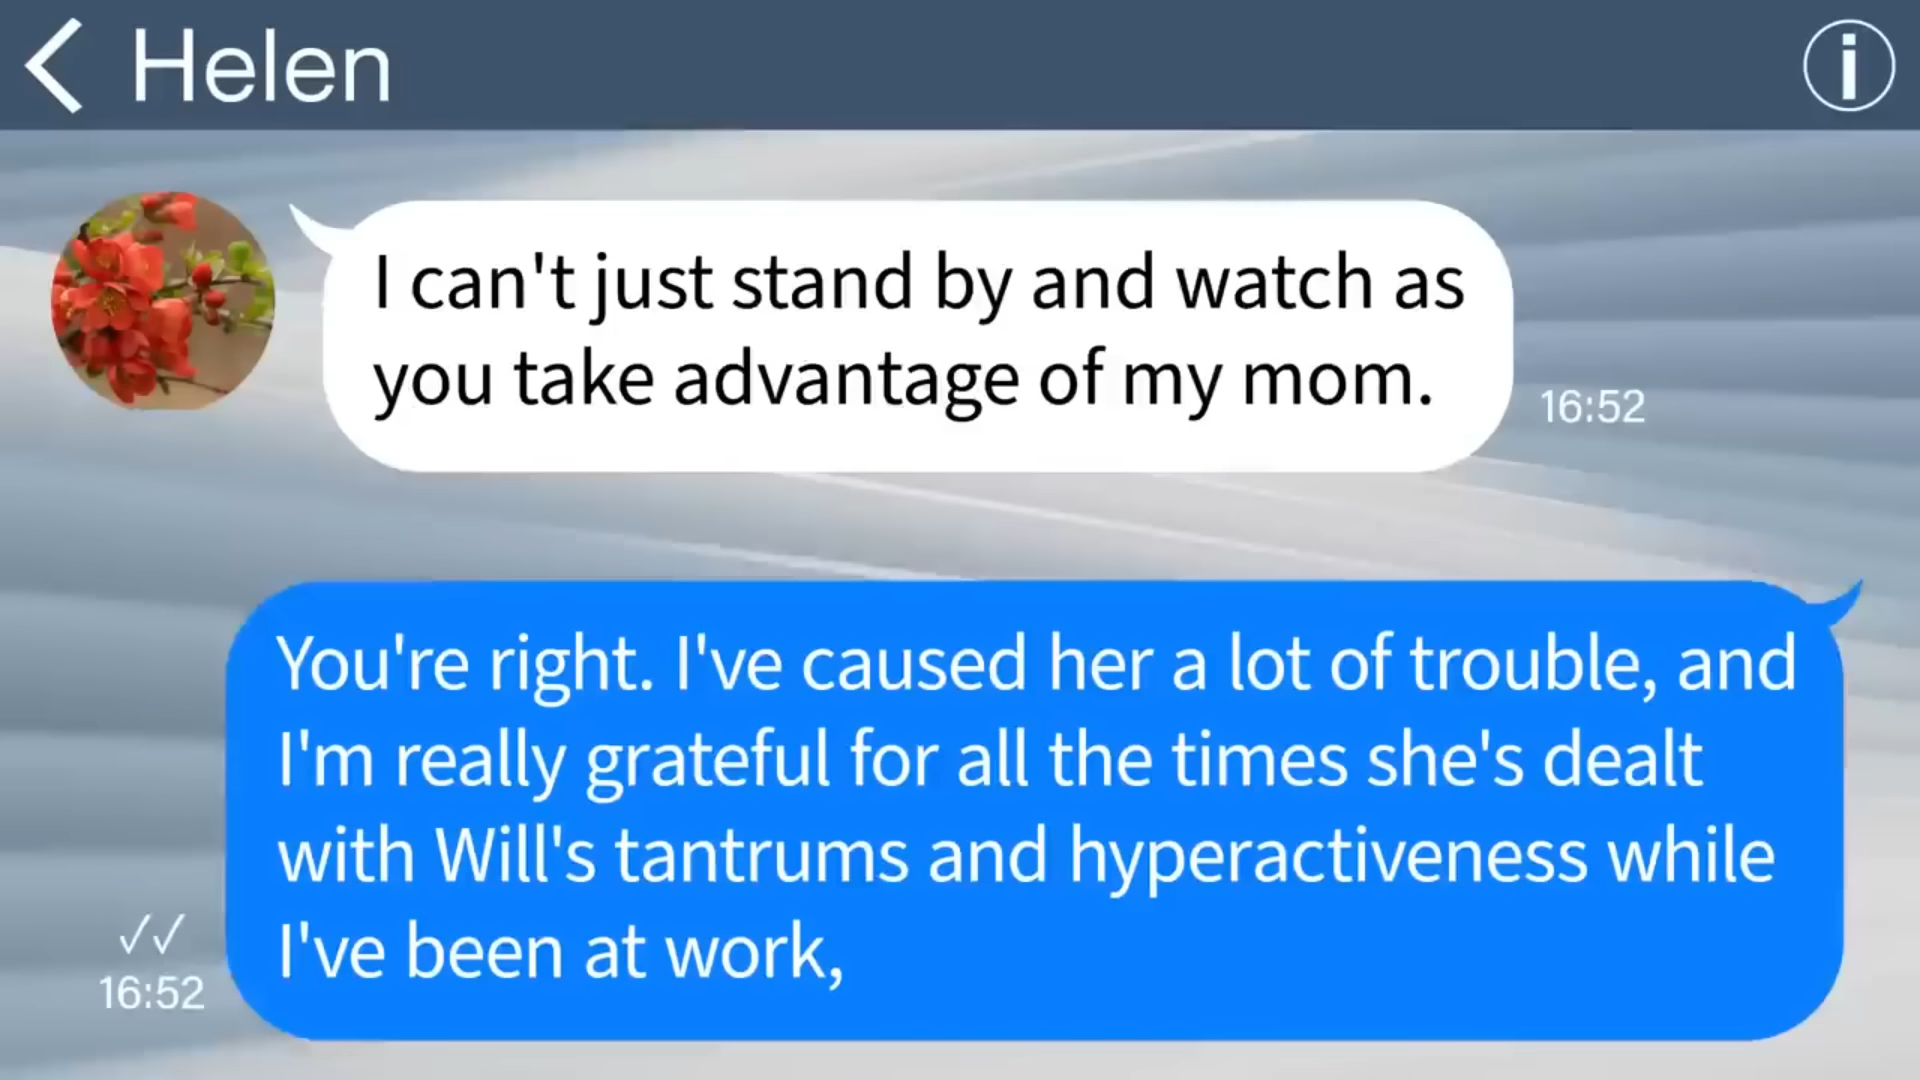 Helen
i
I can't just stand by and watch as
you take advantage of my mom.
16:52
You're right. I've caused her a lot of trouble, and
I'm really grateful for all the times she's dealt
with Will's tantrums and hyperactiveness while
I've been at work,
16:52